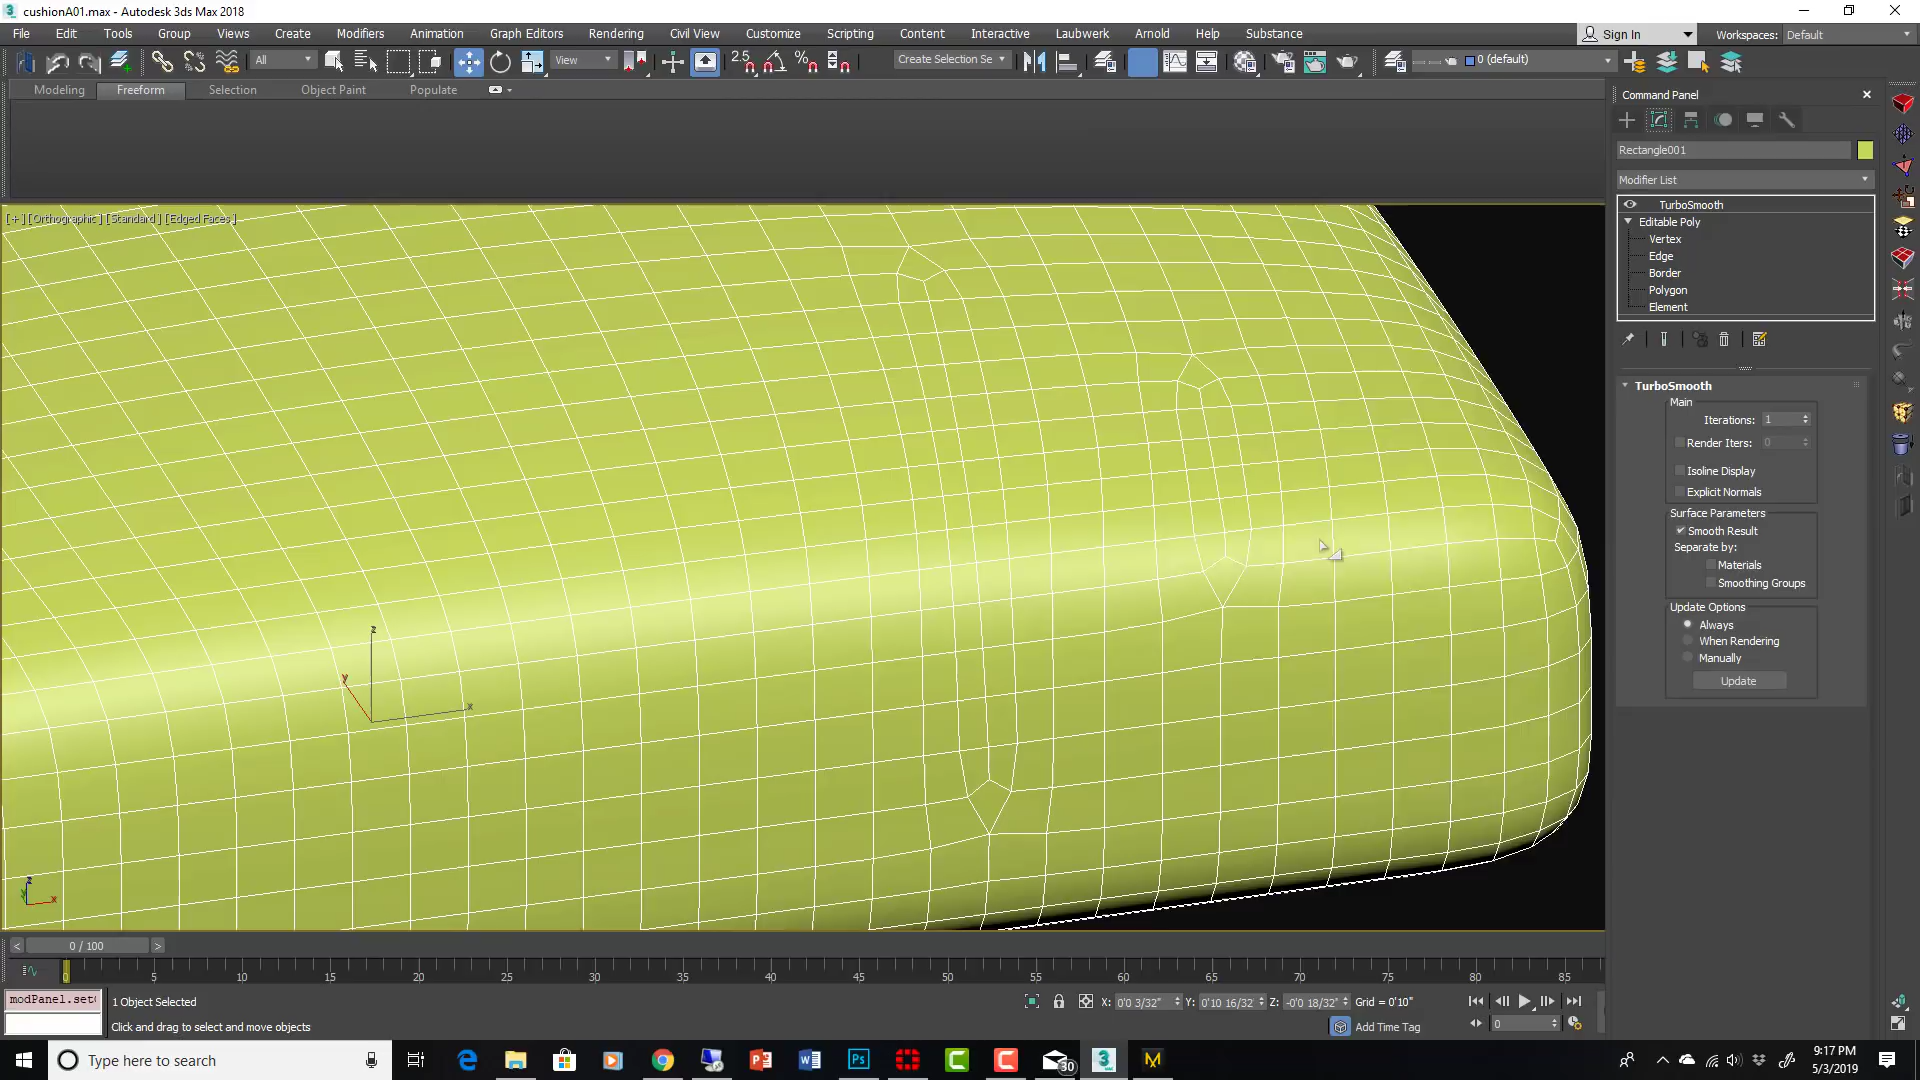 cushionA01.max - Autodesk 3ds Max 2018
File Edit Tools Group Views Create Modifiers Animation Graph Editors Rendering Civil View Customize Scripting Content Interactive Laubwerk Arnold Help Substance Sign In Workspaces: Default
All View 2.5 Create Selection Se 0 (default)
Modeling Freeform Selection Object Paint Populate
Command Panel
Rectangle001
Modifier List
TurboSmooth
Editable Poly
Vertex
Edge
Border
Polygon
Element
[+] [Orthographic] [Standard] [Edged Faces]
TurboSmooth
Main
Iterations: 1
Render Iters: 0
Isoline Display
Explicit Normals
Surface Parameters
Smooth Result
Separate by:
Materials
Smoothing Groups
Update Options
Always
When Rendering
Manually
Update
z
y
x
z
x
< 0 / 100 >
0 5 10 15 20 25 30 35 40 45 50 55 60 65 70 75 80 85
modPanel.set
1 Object Selected
X: 0'0 3/32" Y: 0'10 16/32" Z: -0'0 18/32" Grid = 0'10"
Click and drag to select and move objects
Add Time Tag
0
Type here to search
30
9:17 PM
5/3/2019